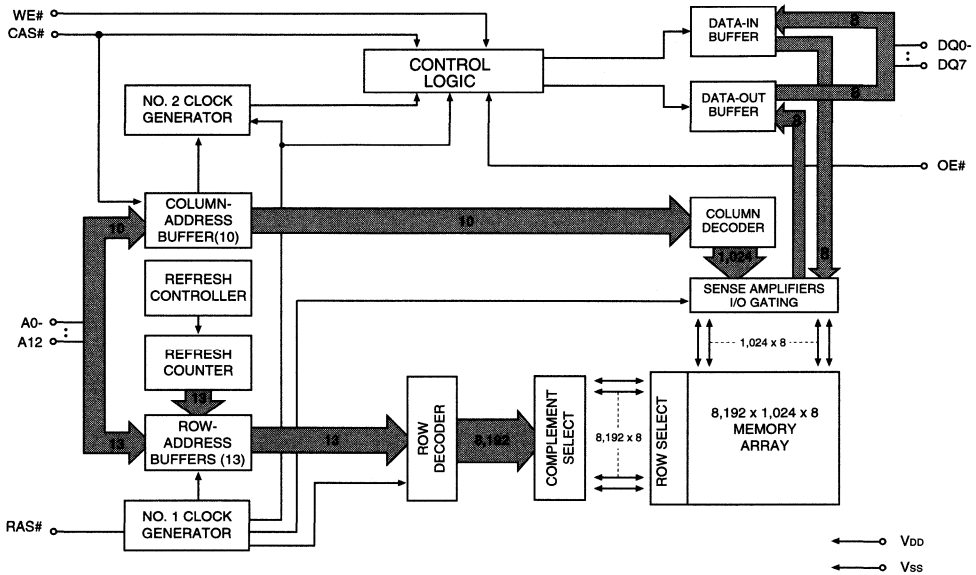 WE#
CAS#
CONTROL
LOGIC
DATA-IN
BUFFER
8
8
DQ0-
DQ7
NO. 2 CLOCK
GENERATOR
DATA-OUT
BUFFER
8
8
OE#
COLUMN-
ADDRESS
BUFFER(10)
10
10
COLUMN
DECODER
1,024
8
REFRESH
CONTROLLER
SENSE AMPLIFIERS
I/O GATING
A0-
A12
REFRESH
COUNTER
1,024 x 8
13
ROW-
ADDRESS
BUFFERS (13)
13
13
ROW
DECODER
8,192
COMPLEMENT
SELECT
8,192 x 8
ROW SELECT
8,192 x 1,024 x 8
MEMORY
ARRAY
RAS#
NO. 1 CLOCK
GENERATOR
VDD
VSS